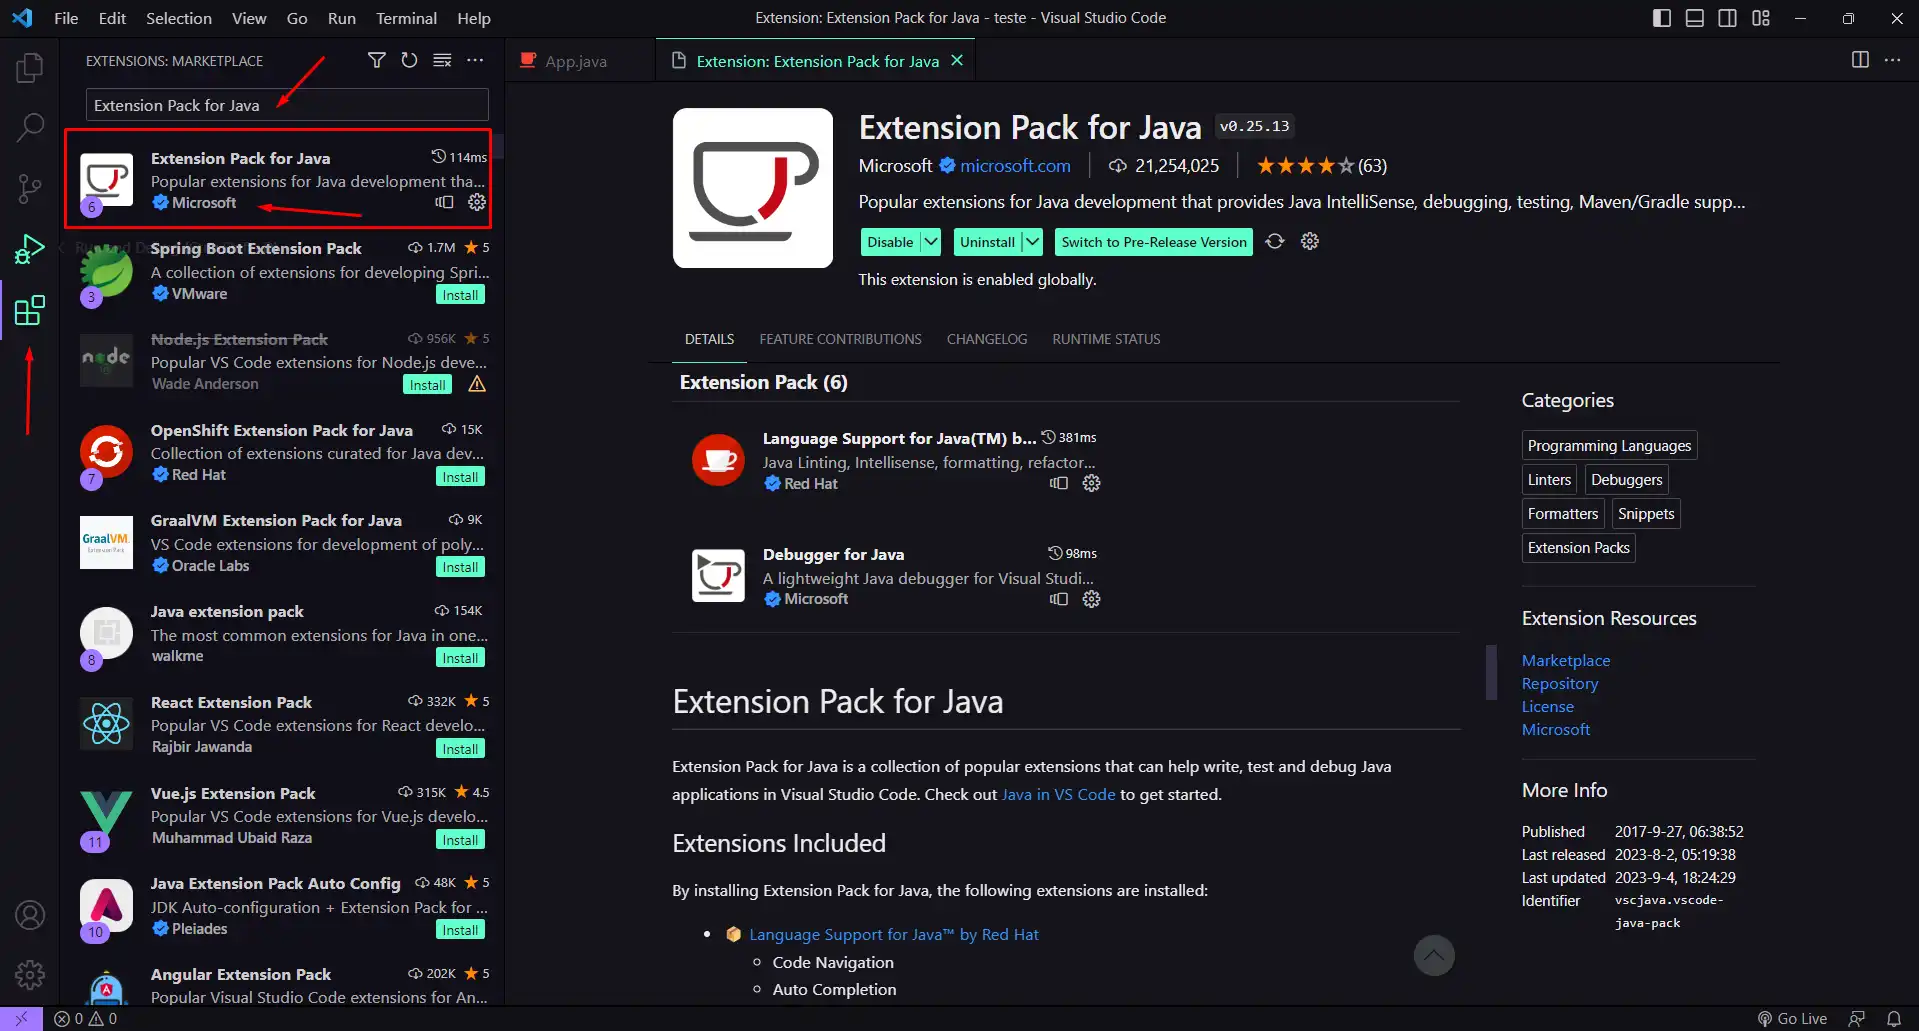 File Edit Selection View Go Run Terminal Help
Extension: Extension Pack for Java - teste - Visual Studio Code
EXTENSIONS: MARKETPLACE
Extension Pack for Java
Extension Pack for Java 114ms
Popular extensions for Java development tha...
Microsoft
6
Spring Boot Extension Pack 1.7M 5
A collection of extensions for developing Spri...
VMware Install
3
Node.js Extension Pack 956K 5
Popular VS Code extensions for Node.js deve...
Wade Anderson Install
node
OpenShift Extension Pack for Java 15K
Collection of extensions curated for Java dev...
Red Hat Install
7
GraalVM Extension Pack for Java 9K
VS Code extensions for development of poly...
Oracle Labs Install
GraalVM.
Extension Pack
Java extension pack 154K
The most common extensions for Java in one...
walkme Install
8
React Extension Pack 332K 5
Popular VS Code extensions for React develo...
Rajbir Jawanda Install
Vue.js Extension Pack 315K 4.5
Popular VS Code extensions for Vue.js develo...
Muhammad Ubaid Raza Install
11
Java Extension Pack Auto Config 48K 5
JDK Auto-configuration + Extension Pack for ...
Pleiades Install
10
Angular Extension Pack 202K 5
Popular Visual Studio Code extensions for An...
App.java
Extension: Extension Pack for Java
Extension Pack for Java v0.25.13
Microsoft microsoft.com 21,254,025 (63)
Popular extensions for Java development that provides Java IntelliSense, debugging, testing, Maven/Gradle supp...
Disable Uninstall Switch to Pre-Release Version
This extension is enabled globally.
DETAILS FEATURE CONTRIBUTIONS CHANGELOG RUNTIME STATUS
Extension Pack (6)
Language Support for Java(TM) b... 381ms
Java Linting, Intellisense, formatting, refactor...
Red Hat
Debugger for Java 98ms
A lightweight Java debugger for Visual Studi...
Microsoft
Extension Pack for Java
Extension Pack for Java is a collection of popular extensions that can help write, test and debug Java
applications in Visual Studio Code. Check out Java in VS Code to get started.
Extensions Included
By installing Extension Pack for Java, the following extensions are installed:
• Language Support for Java™ by Red Hat
Code Navigation
Auto Completion
Categories
Programming Languages
Linters Debuggers
Formatters Snippets
Extension Packs
Extension Resources
Marketplace
Repository
License
Microsoft
More Info
Published 2017-9-27, 06:38:52
Last released 2023-8-2, 05:19:38
Last updated 2023-9-4, 18:24:29
Identifier vscjava.vscode-
java-pack
0 0
Go Live